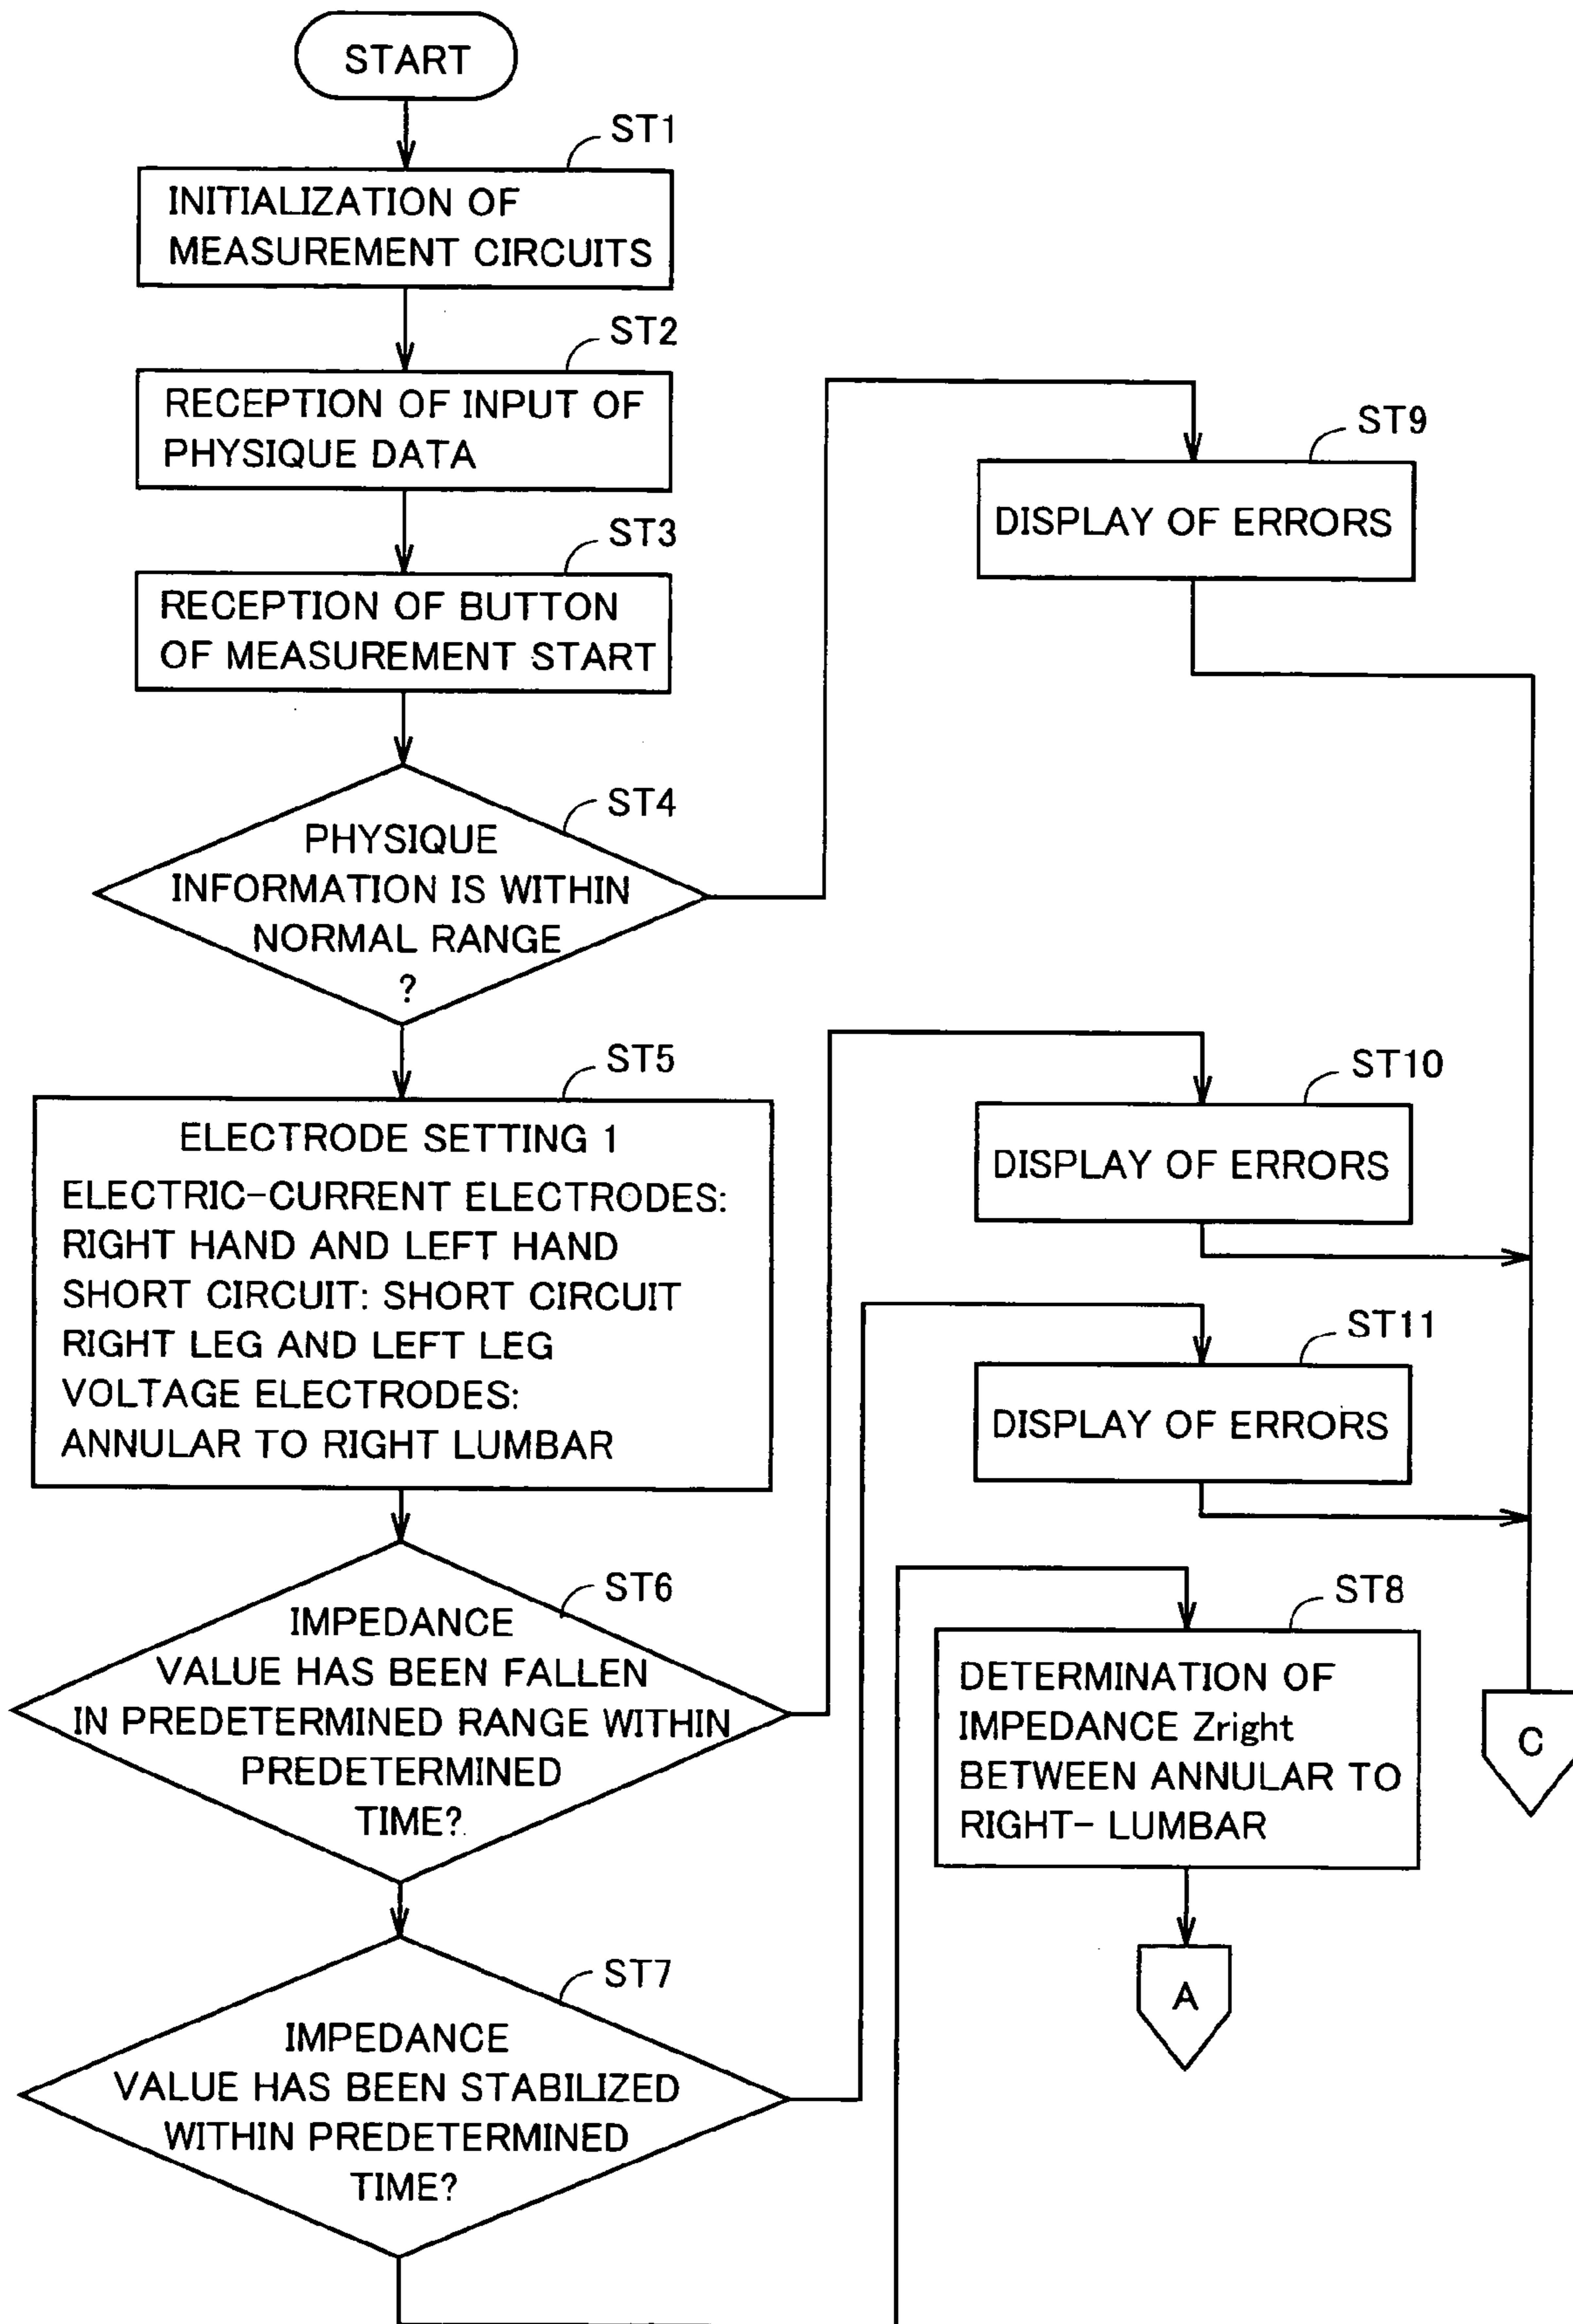 START
ST1
INITIALIZATION OF
MEASUREMENT CIRCUITS
ST2
RECEPTION OF INPUT OF
PHYSIQUE DATA
ST3
RECEPTION OF BUTTON
OF MEASUREMENT START
ST4
PHYSIQUE
INFORMATION IS WITHIN
NORMAL RANGE
?
ST9
DISPLAY OF ERRORS
ST5
ELECTRODE SETTING 1
ELECTRIC-CURRENT ELECTRODES:
RIGHT HAND AND LEFT HAND
SHORT CIRCUIT: SHORT CIRCUIT
RIGHT LEG AND LEFT LEG
VOLTAGE ELECTRODES:
ANNULAR TO RIGHT LUMBAR
ST10
DISPLAY OF ERRORS
ST11
DISPLAY OF ERRORS
ST6
IMPEDANCE
VALUE HAS BEEN FALLEN
IN PREDETERMINED RANGE WITHIN
PREDETERMINED
TIME?
ST7
IMPEDANCE
VALUE HAS BEEN STABILIZED
WITHIN PREDETERMINED
TIME?
ST8
DETERMINATION OF
IMPEDANCE Zright
BETWEEN ANNULAR TO
RIGHT- LUMBAR
A
C